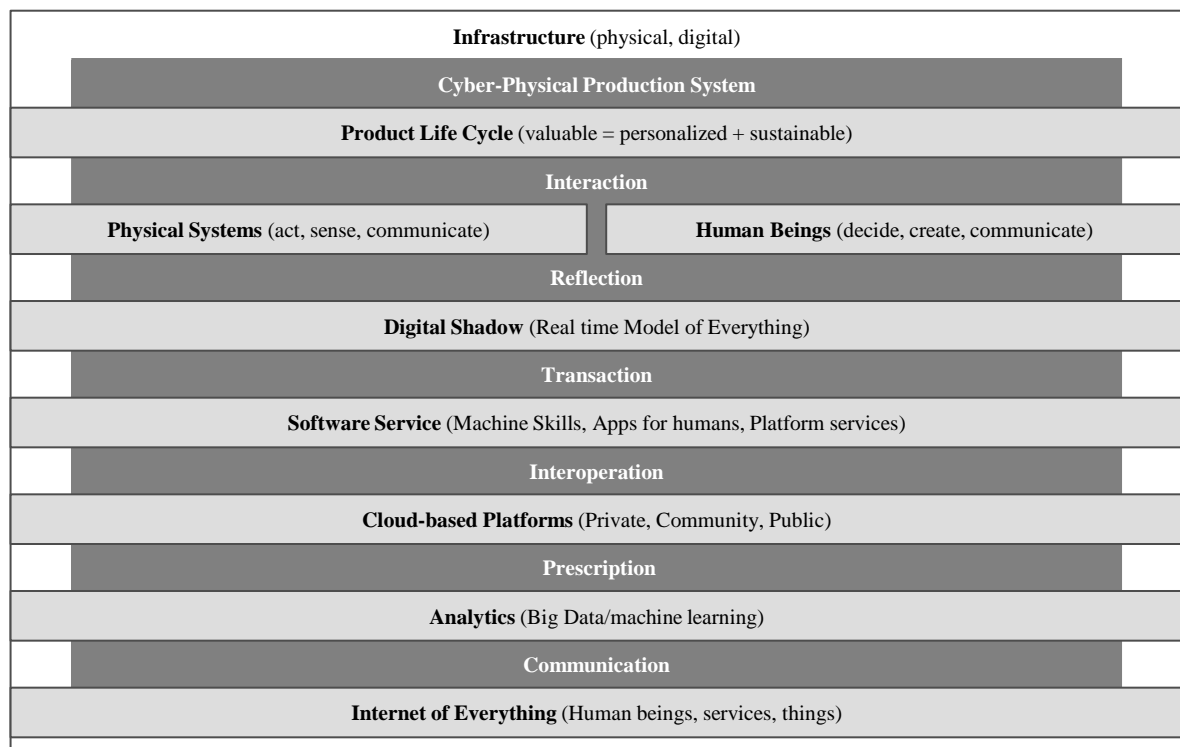 Infrastructure (physical, digital)
Cyber-Physical Production System
Product Life Cycle (valuable = personalized + sustainable)
Interaction
Physical Systems (act, sense, communicate)
Human Beings (decide, create, communicate)
Reflection
Digital Shadow (Real time Model of Everything)
Transaction
Software Service (Machine Skills, Apps for humans, Platform services)
Interoperation
Cloud-based Platforms (Private, Community, Public)
Prescription
Analytics (Big Data/machine learning)
Communication
Internet of Everything (Human beings, services, things)